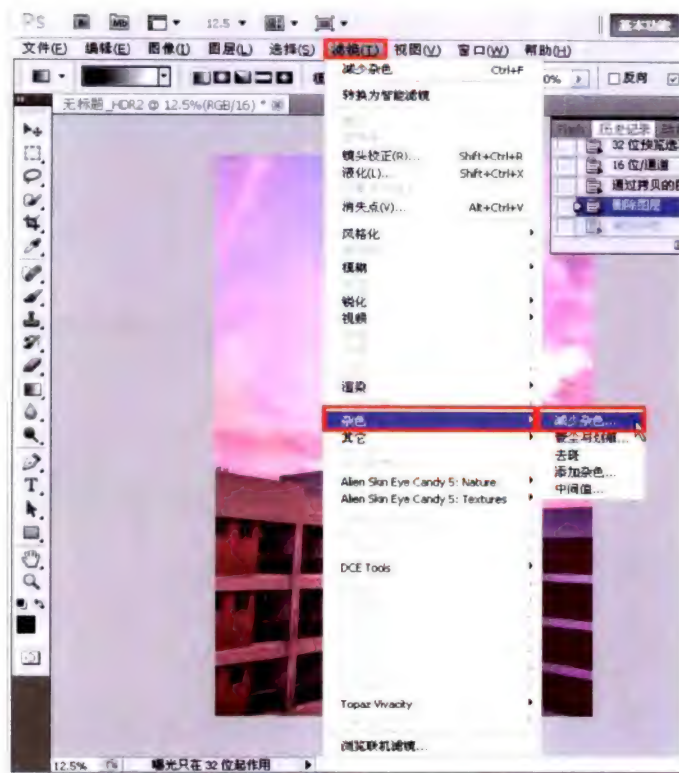 PS Br Mb 12.5 基本功能
文件(E) 编辑(E) 图像(I) 图层(L) 选择(S) 滤镜(T) 视图(V) 窗口(W) 帮助(H)
0% 反向
无标题_HDR2 @ 12.5%(RGB/16) *
减少杂色 Ctrl+F
转换为智能滤镜
镜头校正(R)... Shift+Ctrl+R
液化(L)... Shift+Ctrl+X
消失点(V)... Alt+Ctrl+V
风格化
模糊
锐化
视频
渲染
杂色
其它
Alien Skin Eye Candy 5: Nature
Alien Skin Eye Candy 5: Textures
DCE Tools
Topaz Vivacity
浏览联机滤镜...
减少杂色...
蒙尘与划痕...
去斑
添加杂色...
中间值...
历史记录
32 位预览选
16 位/通道
通过拷贝的图
删除图层
12.5% 曝光只在 32 位起作用